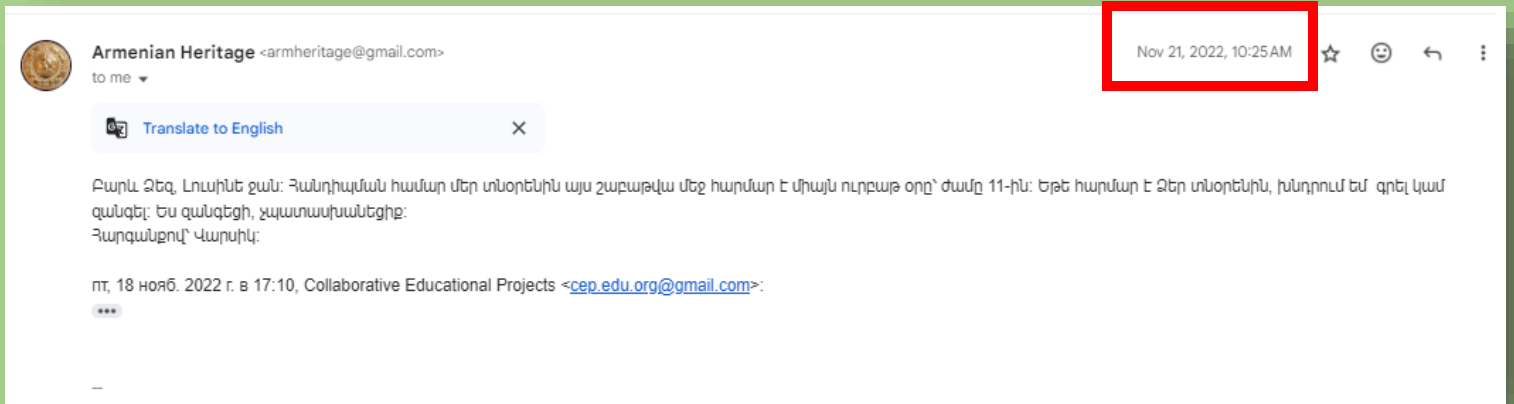 Armenian Heritage <armheritage@gmail.com>
Nov 21, 2022, 10:25 AM
to me
Translate to English
Բարև Ձեզ, Լուսինե ջան: Հանդիպման համար մեր տնօրենին այս շաբաթվա մեջ հարմար է միայն ուրբաթ օրը՝ ժամը 11-ին: Եթե հարմար է Ձեր տնօրենին, խնդրում եմ  գրել կամ
զանգել: Ես զանգեցի, չպատասխանեցիք:
Հարգանքով՝ Վարսիկ:
пт, 18 нояб. 2022 г. в 17:10, Collaborative Educational Projects <cep.edu.org@gmail.com>:
--